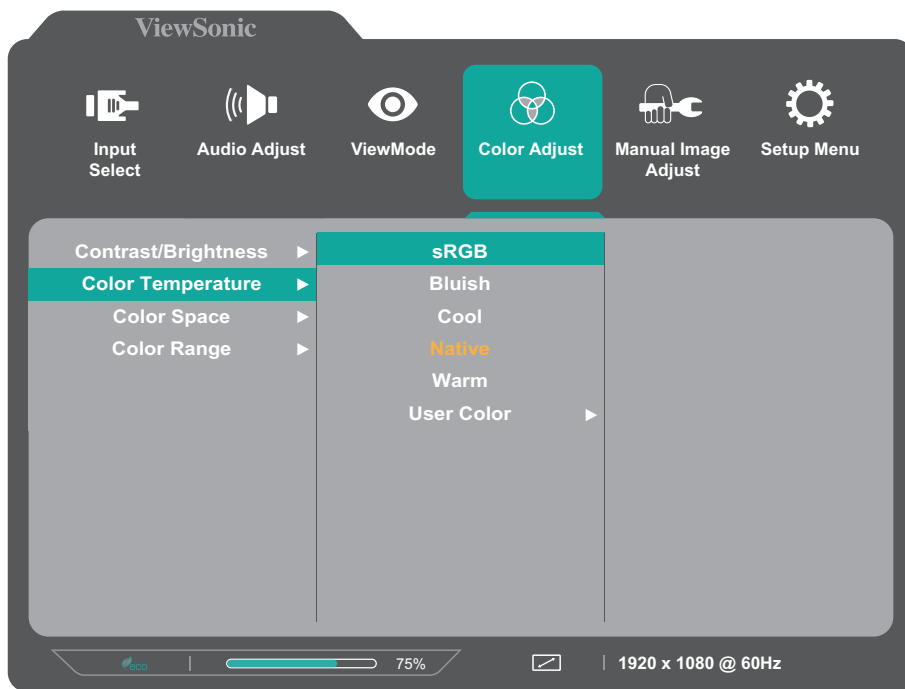 ViewSonic
Input
Select
Audio Adjust
ViewMode
Color Adjust
Manual Image
Adjust
Setup Menu
Contrast/Brightness
Color Temperature
Color Space
Color Range
sRGB
Bluish
Cool
Native
Warm
User Color
eco
75%
1920 x 1080 @ 60Hz